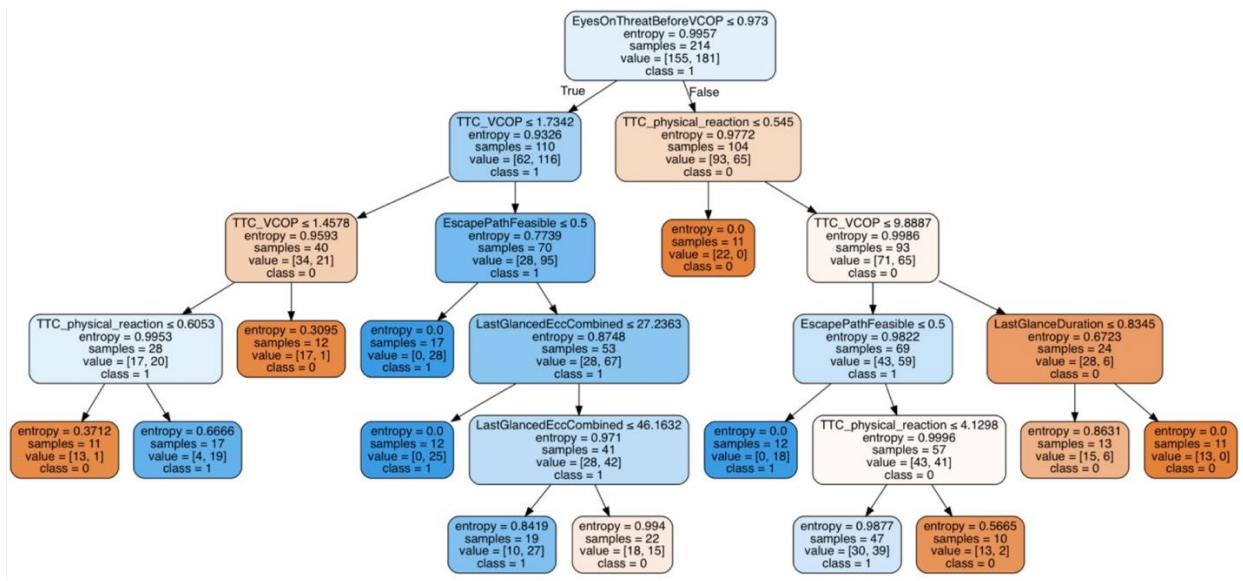 EyesOnThreatBeforeVCOP ≤ 0.973
entropy = 0.9957
samples = 214
value = [155, 181]
class = 1
True
False
TTC_VCOP ≤ 1.7342
entropy = 0.9326
samples = 110
value = [62, 116]
class = 1
TTC_physical_reaction ≤ 0.545
entropy = 0.9772
samples = 104
value = [93, 65]
class = 0
TTC_VCOP ≤ 1.4578
entropy = 0.9593
samples = 40
value = [34, 21]
class = 0
EscapePathFeasible ≤ 0.5
entropy = 0.7739
samples = 70
value = [28, 95]
class = 1
entropy = 0.0
samples = 11
value = [22, 0]
class = 0
TTC_VCOP ≤ 9.8887
entropy = 0.9986
samples = 93
value = [71, 65]
class = 0
TTC_physical_reaction ≤ 0.6053
entropy = 0.9953
samples = 28
value = [17, 20]
class = 1
entropy = 0.3095
samples = 12
value = [17, 1]
class = 0
entropy = 0.0
samples = 17
value = [0, 28]
class = 1
LastGlancedEccCombined ≤ 27.2363
entropy = 0.8748
samples = 53
value = [28, 67]
class = 1
EscapePathFeasible ≤ 0.5
entropy = 0.9822
samples = 69
value = [43, 59]
class = 1
LastGlanceDuration ≤ 0.8345
entropy = 0.6723
samples = 24
value = [28, 6]
class = 0
entropy = 0.3712
samples = 11
value = [13, 1]
class = 0
entropy = 0.6666
samples = 17
value = [4, 19]
class = 1
entropy = 0.0
samples = 12
value = [0, 25]
class = 1
LastGlancedEccCombined ≤ 46.1632
entropy = 0.971
samples = 41
value = [28, 42]
class = 1
entropy = 0.0
samples = 12
value = [0, 18]
class = 1
TTC_physical_reaction ≤ 4.1298
entropy = 0.9996
samples = 57
value = [43, 41]
class = 0
entropy = 0.8631
samples = 13
value = [15, 6]
class = 0
entropy = 0.0
samples = 11
value = [13, 0]
class = 0
entropy = 0.8419
samples = 19
value = [10, 27]
class = 1
entropy = 0.994
samples = 22
value = [18, 15]
class = 0
entropy = 0.9877
samples = 47
value = [30, 39]
class = 1
entropy = 0.5665
samples = 10
value = [13, 2]
class = 0